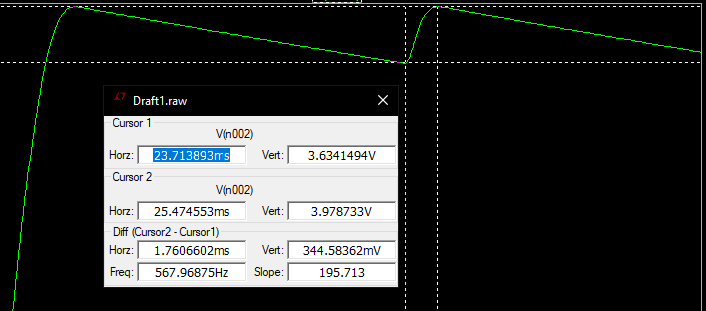 Draft1.raw
Cursor 1
V(n002)
Horz: 23.713893ms Vert: 3.6341494V
Cursor 2
V(n002)
Horz: 25.474553ms Vert: 3.978733V
Diff (Cursor2 - Cursor1)
Horz: 1.7606602ms Vert: 344.58362mV
Freq: 567.96875Hz Slope: 195.713